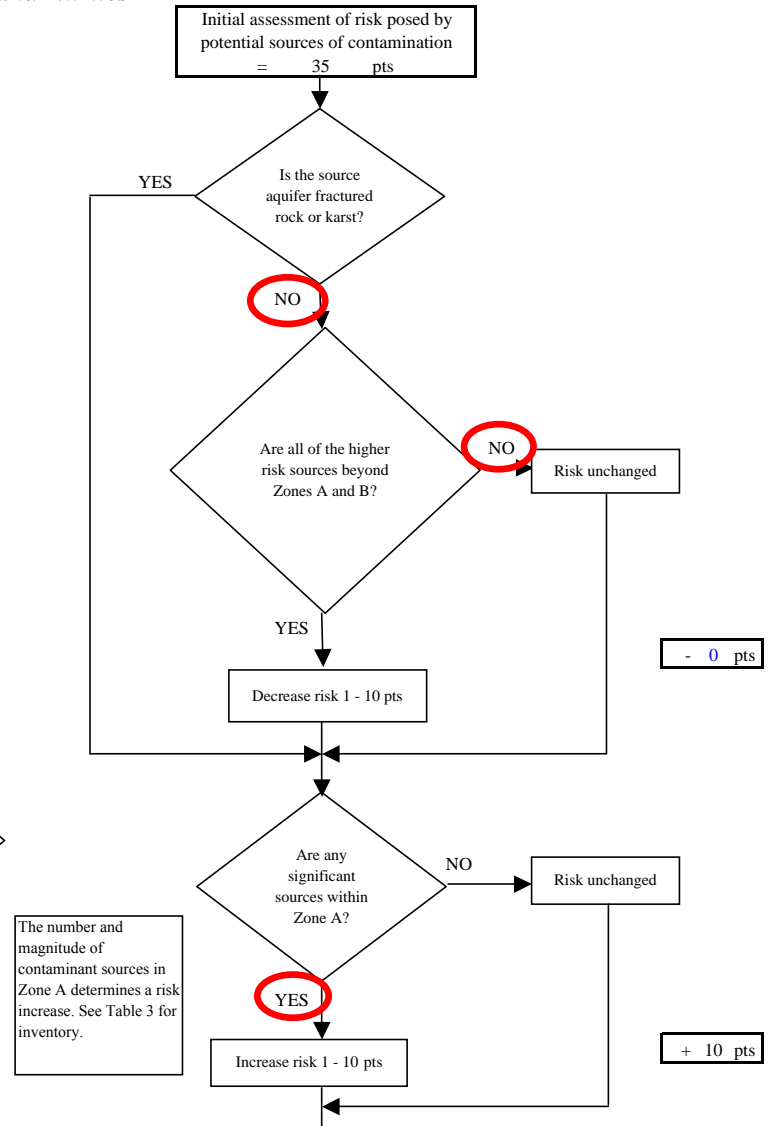 Initial assessment of risk posed by
potential sources of contamination
= 35 pts
YES
Is the source
aquifer fractured
rock or karst?
NO
Are all of the higher
risk sources beyond
Zones A and B?
NO
Risk unchanged
YES
- 0 pts
Decrease risk 1 - 10 pts
Are any
significant
sources within
Zone A?
NO
Risk unchanged
The number and
magnitude of
contaminant sources in
Zone A determines a risk
increase. See Table 3 for
inventory.
YES
Increase risk 1 - 10 pts
+ 10 pts